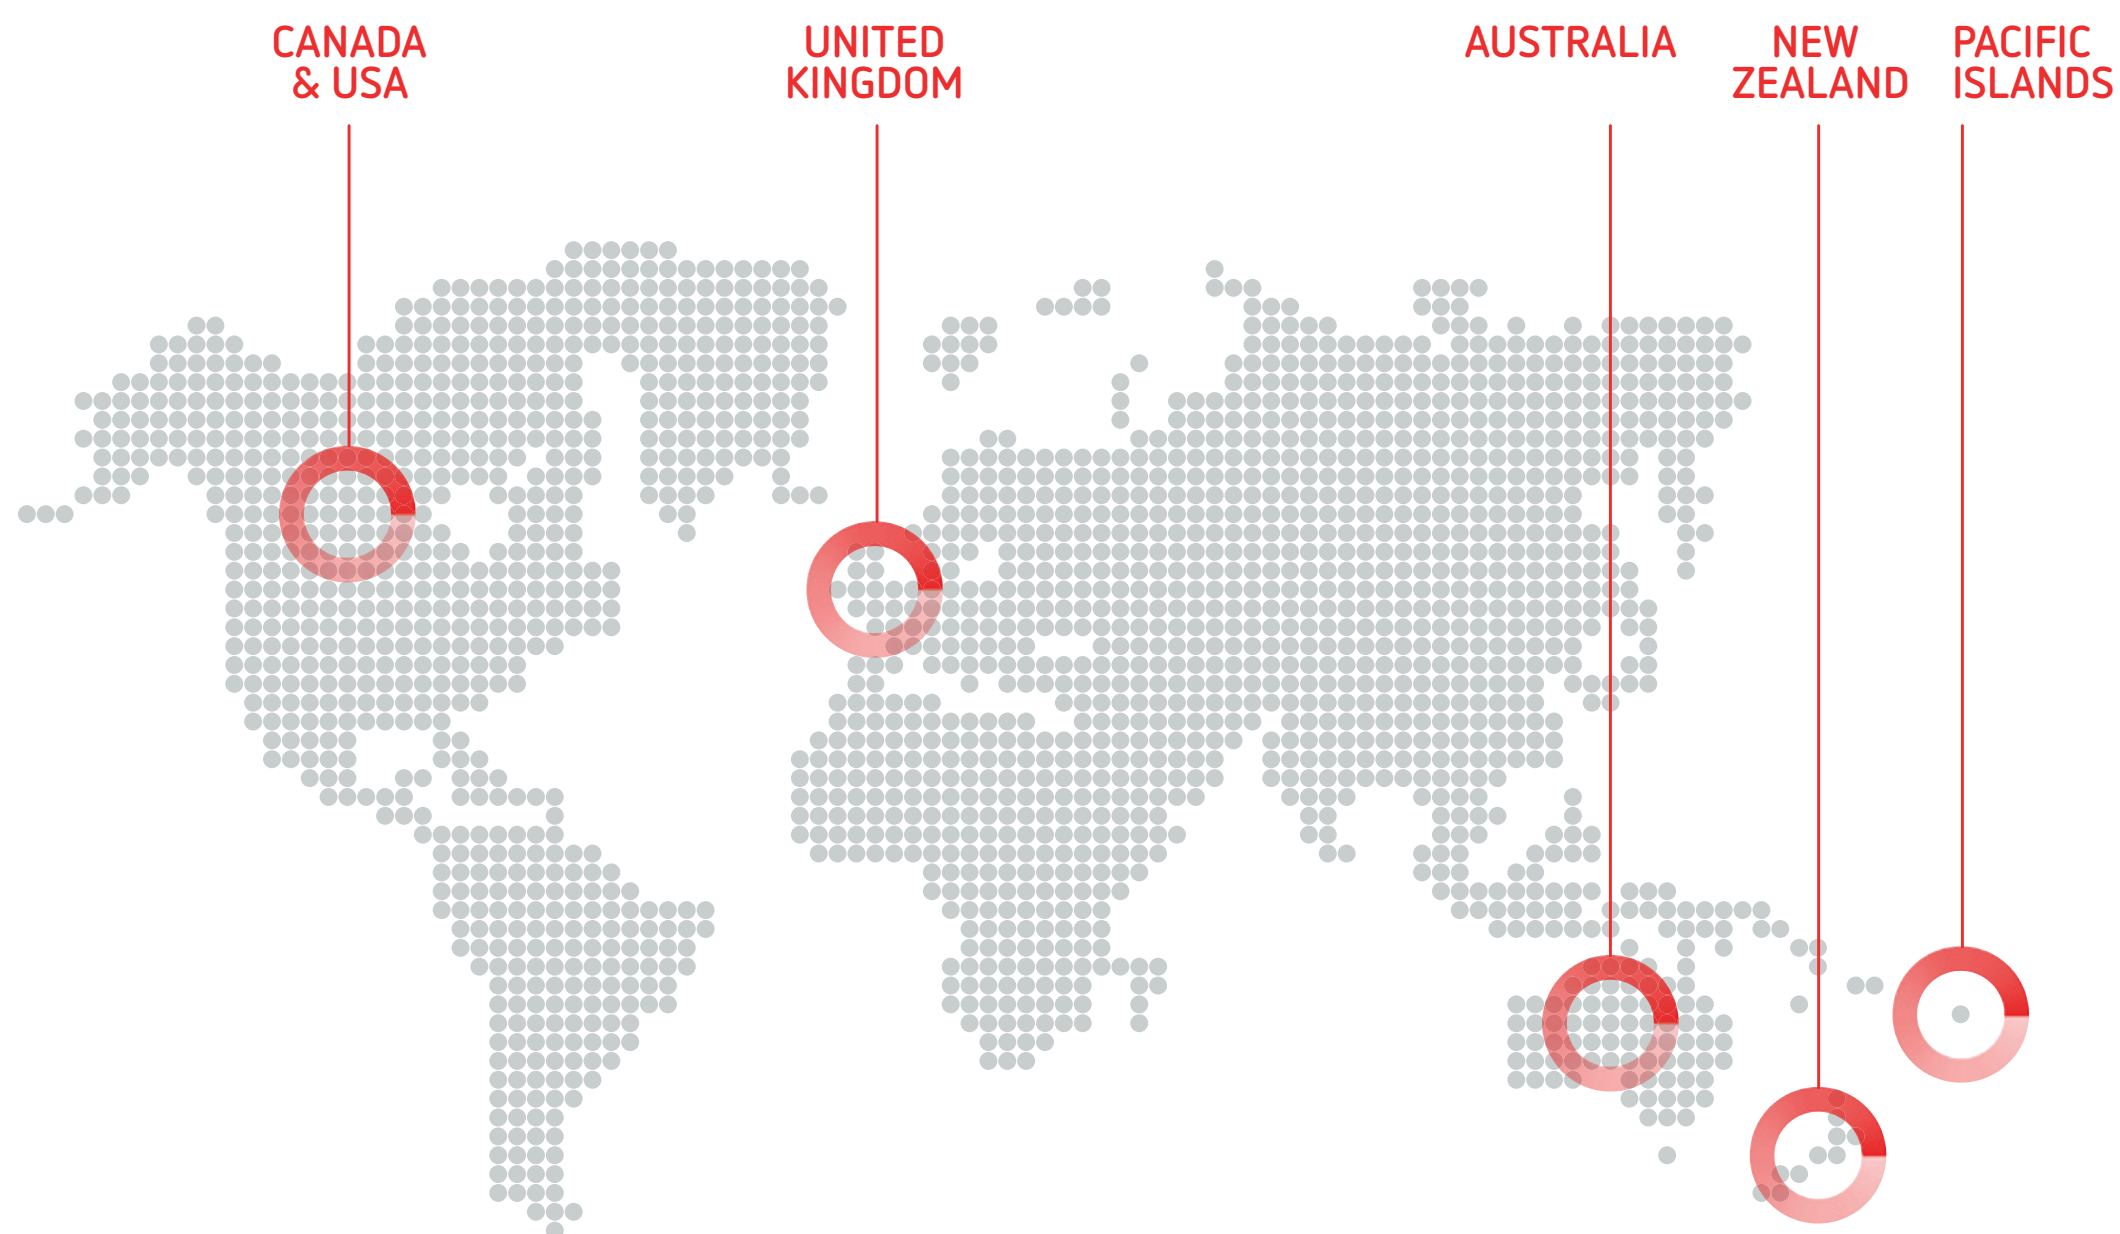 CANADA
& USA
UNITED
KINGDOM
AUSTRALIA
NEW
ZEALAND
PACIFIC
ISLANDS